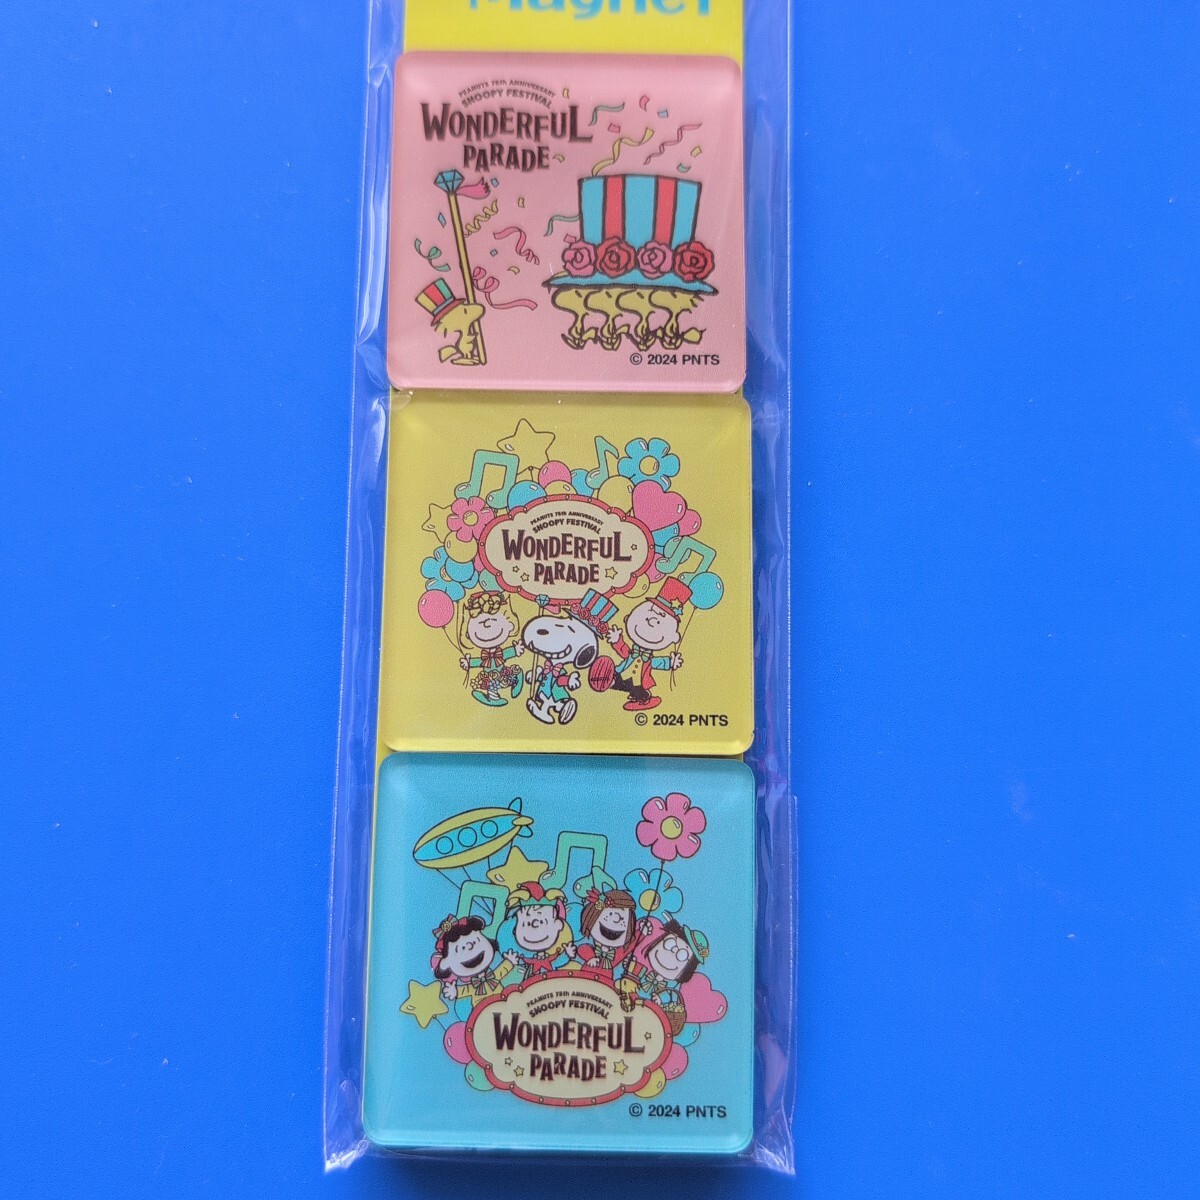 Magnet
PEANUTS 75th ANNIVERSARY
SNOOPY FESTIVAL
WONDERFUL
PARADE
© 2024 PNTS
PEANUTS 75th ANNIVERSARY
SNOOPY FESTIVAL
WONDERFUL
PARADE
© 2024 PNTS
PEANUTS 75th ANNIVERSARY
SNOOPY FESTIVAL
WONDERFUL
PARADE
© 2024 PNTS